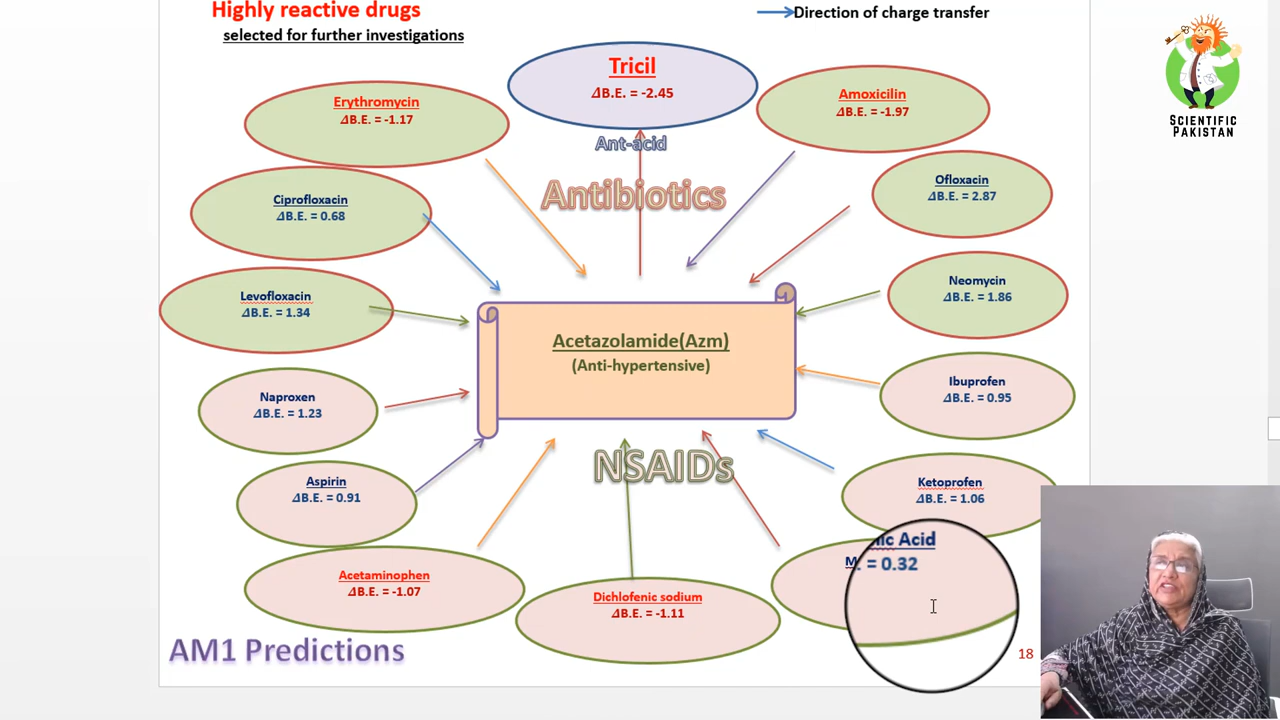 Highly reactive drugs
selected for further investigations
Direction of charge transfer
SCIENTIFIC
PAKISTAN
Tricil
ΔB.E. = -2.45
Ant-acid
Antibiotics
Erythromycin
ΔB.E. = -1.17
Amoxicilin
ΔB.E. = -1.97
Ciprofloxacin
ΔB.E. = 0.68
Ofloxacin
ΔB.E. = 2.87
Levofloxacin
ΔB.E. = 1.34
Neomycin
ΔB.E. = 1.86
Acetazolamide(Azm)
(Anti-hypertensive)
Naproxen
ΔB.E. = 1.23
Ibuprofen
ΔB.E. = 0.95
NSAIDs
Aspirin
ΔB.E. = 0.91
Ketoprofen
ΔB.E. = 1.06
Acetaminophen
ΔB.E. = -1.07
Dichlofenic sodium
ΔB.E. = -1.11
Acid
= 0.32
AM1 Predictions
18